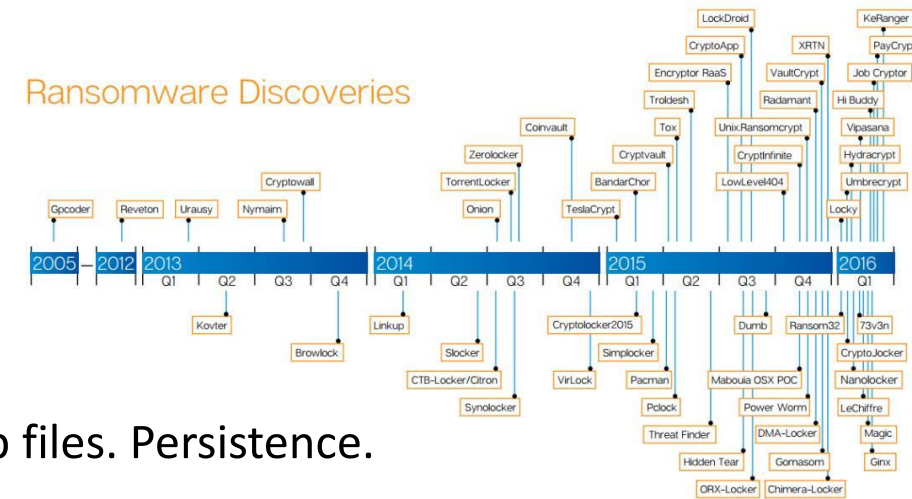 LockDroid
KeRanger
CryptoApp
XRTN
PayCryp
Encryptor RaaS
VaultCrypt
Job Cryptor
Ransomware Discoveries
Troldesh
Radamant
Hi Buddy
Coinvault
Tox
Unix.Ransomcrypt
Vipasana
Zerolocker
Cryptvault
CryptInfinite
Hydracrypt
Cryptowall
TorrentLocker
BandarChor
LowLevel404
Umbrecrypt
Gpcoder
Reveton
Urausy
Nymaim
Onion
TeslaCrypt
Locky
2005
2012
2013
2014
2015
2016
Q1 Q2 Q3 Q4
Q1 Q2 Q3 Q4
Q1 Q2 Q3 Q4
Q1
Kovter
Linkup
Cryptolocker2015
Dumb
Ransom32
73v3n
Browlock
Slocker
Simplocker
CryptoJocker
CTB-Locker/Citron
VirLock
Pacman
Mabouia OSX POC
Nanolocker
Synolocker
Pclock
Power Worm
LeChiffre
files. Persistence.
Threat Finder
DMA-Locker
Magic
Hidden Tear
Gomasom
Ginx
ORX-Locker
Chimera-Locker